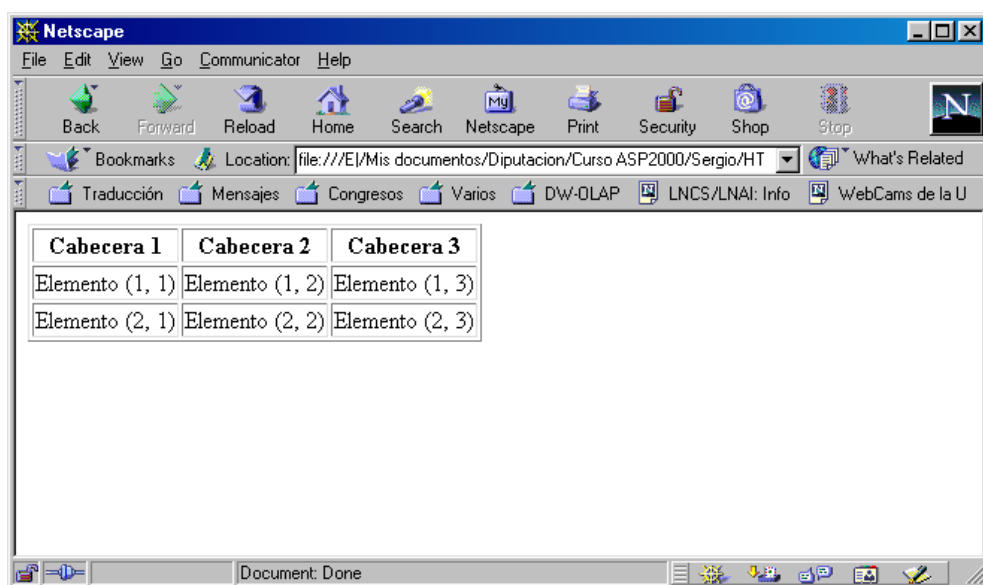 Netscape
File Edit View Go Communicator Help
My
N
Back Forward Reload Home Search Netscape Print Security Shop Stop
Bookmarks Location: file:///E|/Mis documentos/Diputacion/Curso ASP2000/Sergio/HT What's Related
Traducción Mensajes Congresos Varios DW-OLAP LNCS/LNAI: Info WebCams de la U
Cabecera 1 Cabecera 2 Cabecera 3
Elemento (1, 1) Elemento (1, 2) Elemento (1, 3)
Elemento (2, 1) Elemento (2, 2) Elemento (2, 3)
Document: Done